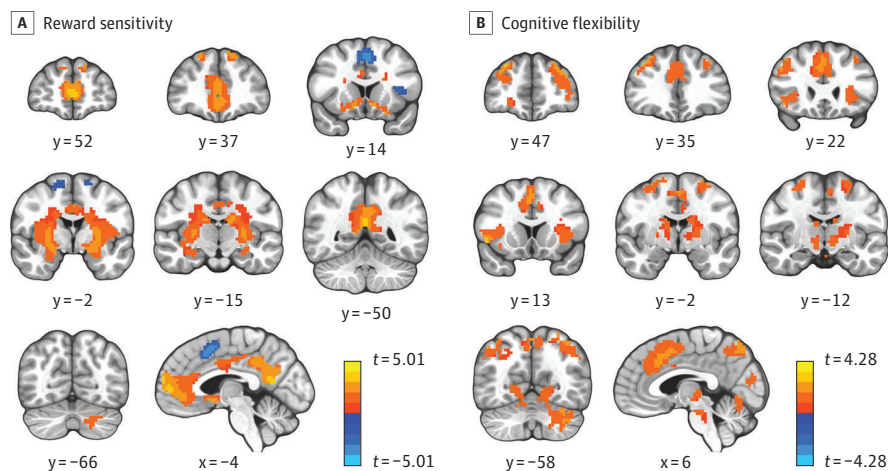 A Reward sensitivity
y = 52
y = 37
y = 14
y = −2
y = −15
y = −50
y = −66
x = −4
t = 5.01
t = −5.01
B Cognitive flexibility
y = 47
y = 35
y = 22
y = 13
y = −2
y = −12
y = −58
x = 6
t = 4.28
t = −4.28